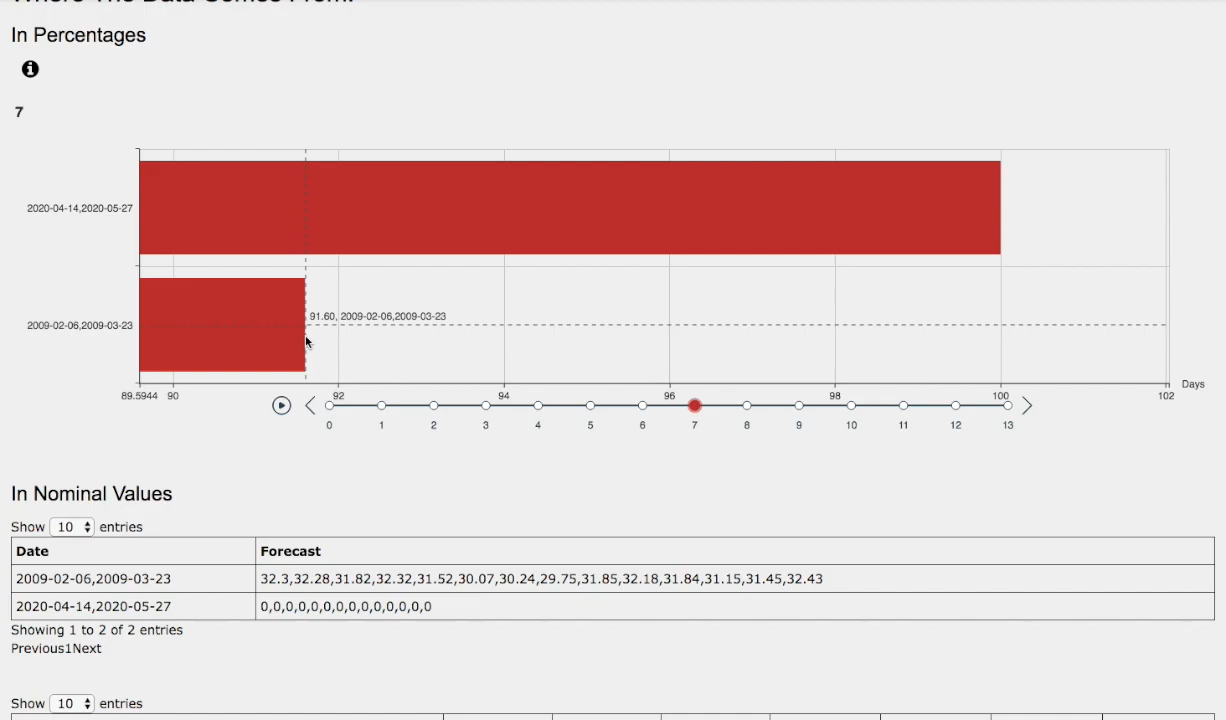 Where The Data Comes From:
In Percentages
7
2020-04-14,2020-05-27
2009-02-06,2009-03-23
91.60, 2009-02-06,2009-03-23
Days
89.5944 90 92 94 96 98 100 102
0 1 2 3 4 5 6 7 8 9 10 11 12 13
In Nominal Values
Show 10 entries
Date Forecast
2009-02-06,2009-03-23 32.3,32.28,31.82,32.32,31.52,30.07,30.24,29.75,31.85,32.18,31.84,31.15,31.45,32.43
2020-04-14,2020-05-27 0,0,0,0,0,0,0,0,0,0,0,0,0,0
Showing 1 to 2 of 2 entries
Previous1Next
Show 10 entries